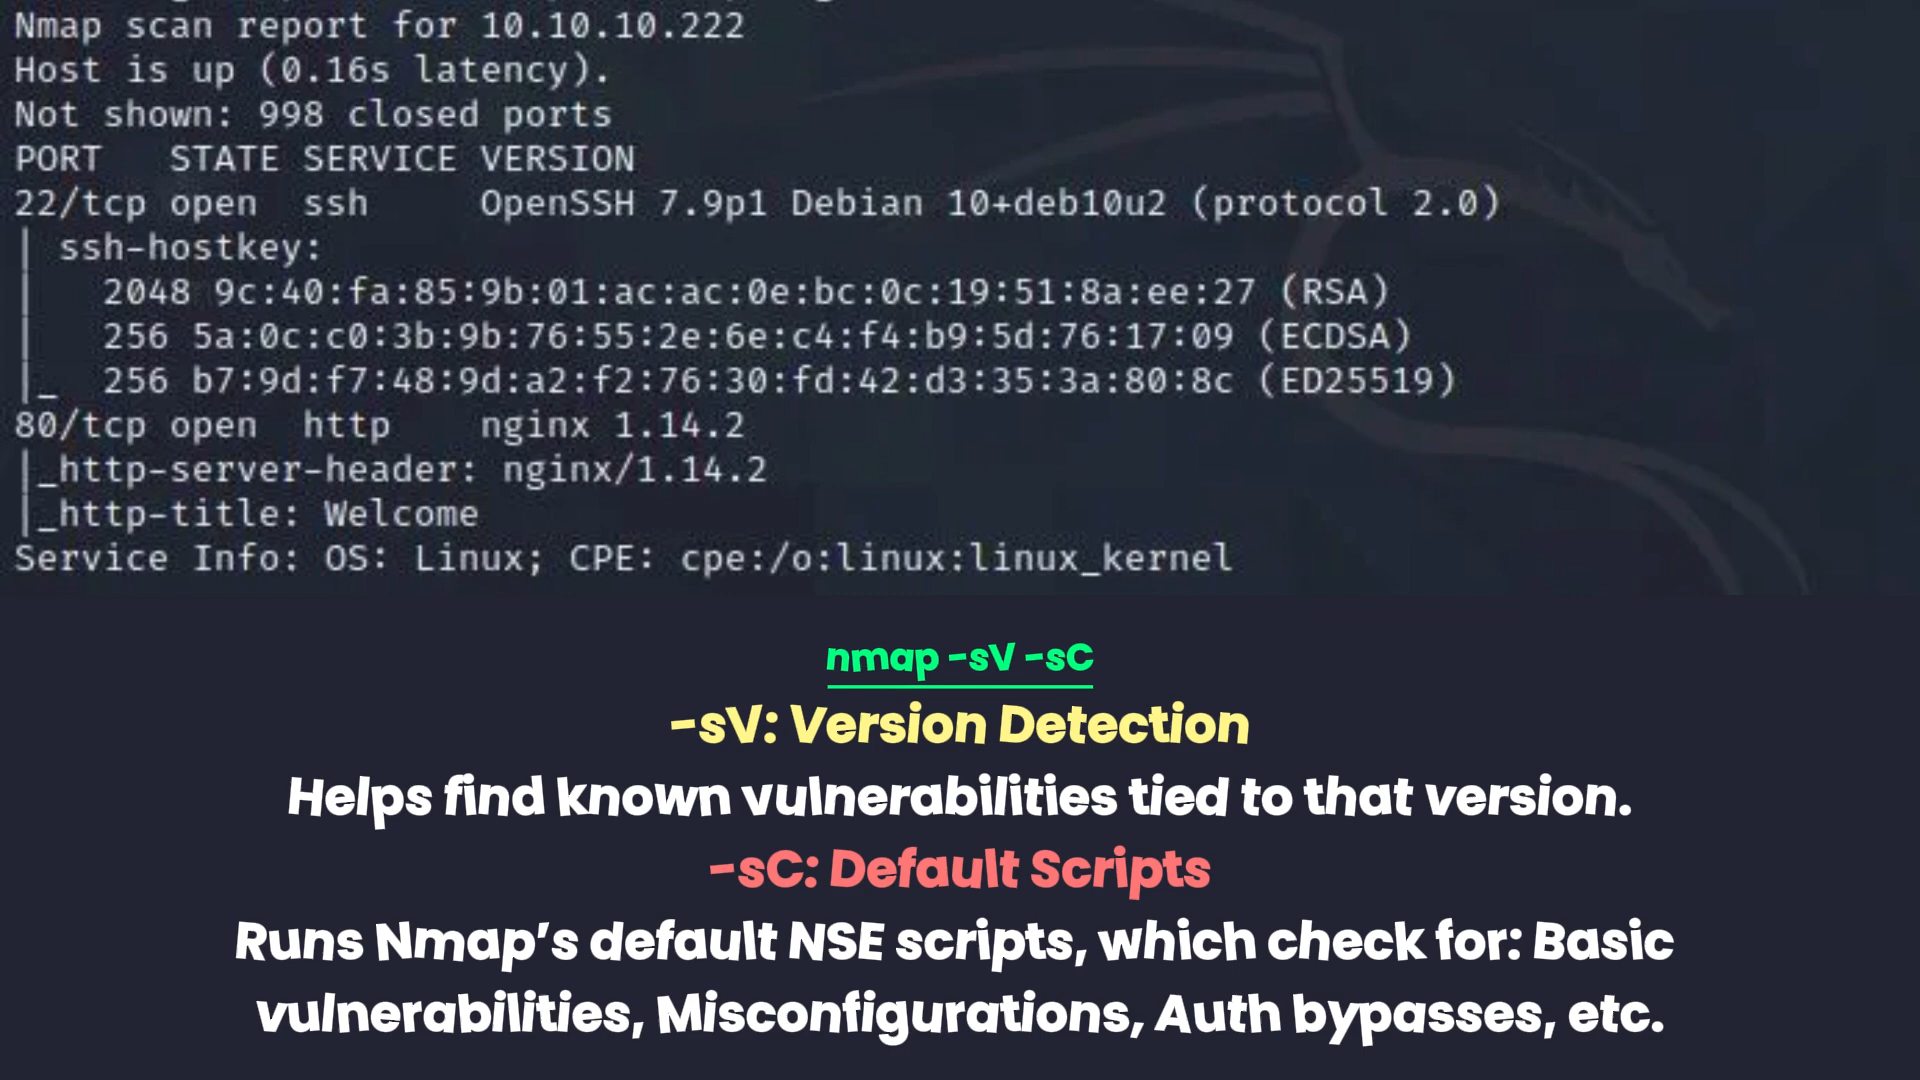 Nmap scan report for 10.10.10.222
Host is up (0.16s latency).
Not shown: 998 closed ports
PORT   STATE SERVICE VERSION
22/tcp open  ssh     OpenSSH 7.9p1 Debian 10+deb10u2 (protocol 2.0)
| ssh-hostkey:
|   2048 9c:40:fa:85:9b:01:ac:ac:0e:bc:0c:19:51:8a:ee:27 (RSA)
|   256 5a:0c:c0:3b:9b:76:55:2e:6e:c4:f4:b9:5d:76:17:09 (ECDSA)
|_  256 b7:9d:f7:48:9d:a2:f2:76:30:fd:42:d3:35:3a:80:8c (ED25519)
80/tcp open  http    nginx 1.14.2
|_http-server-header: nginx/1.14.2
|_http-title: Welcome
Service Info: OS: Linux; CPE: cpe:/o:linux:linux_kernel
nmap -sV -sC
-sV: Version Detection
Helps find known vulnerabilities tied to that version.
-sC: Default Scripts
Runs Nmap’s default NSE scripts, which check for: Basic
vulnerabilities, Misconfigurations, Auth bypasses, etc.